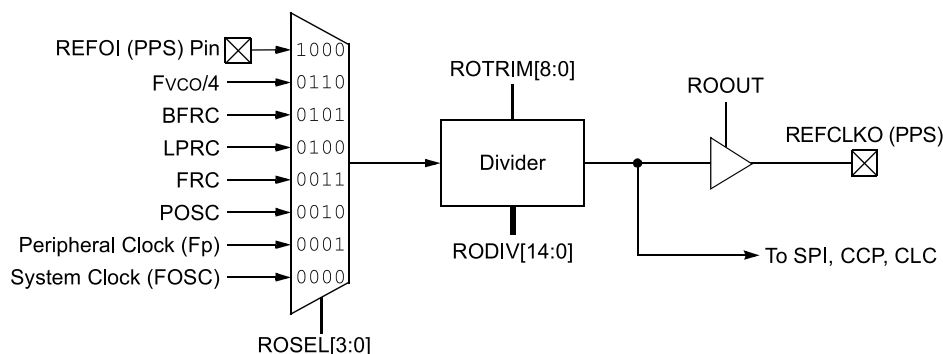 REFOI (PPS) Pin
1000
FVCO/4
0110
BFRC
0101
LPRC
0100
FRC
0011
POSC
0010
Peripheral Clock (Fp)
0001
System Clock (FOSC)
0000
ROSEL[3:0]
ROTRIM[8:0]
Divider
RODIV[14:0]
ROOUT
REFCLKO (PPS)
To SPI, CCP, CLC